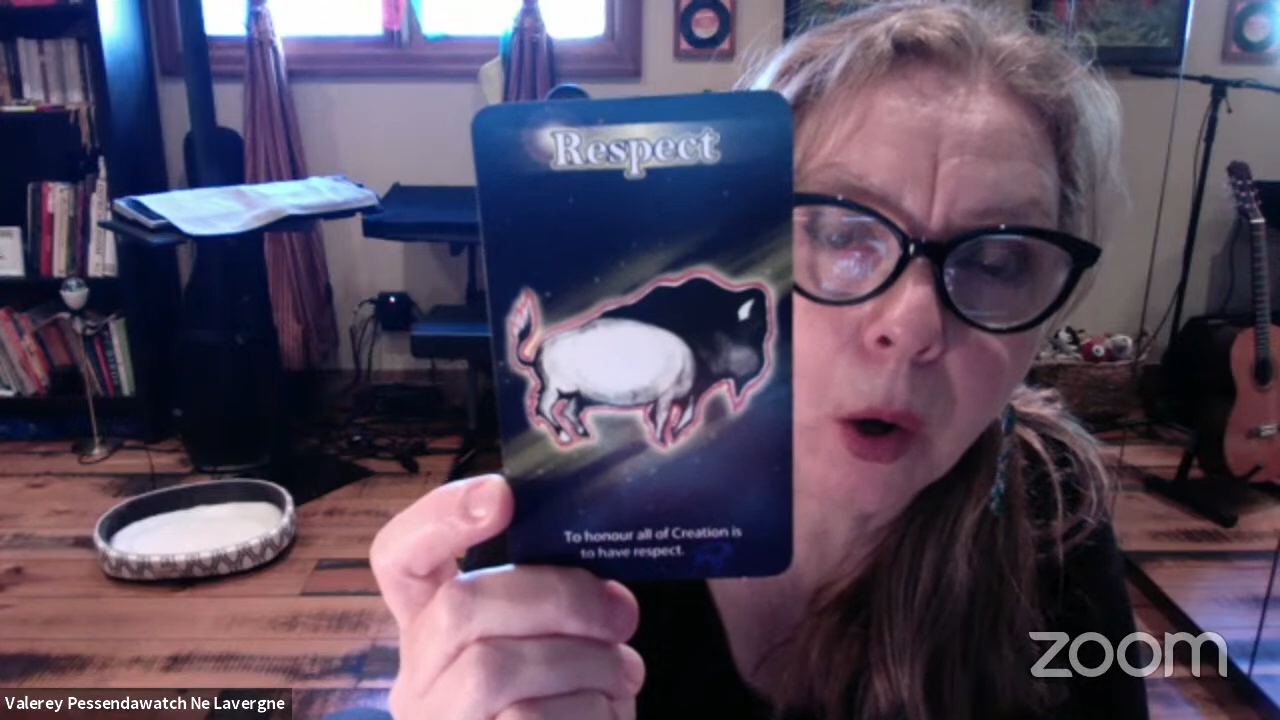 Respect
To honour all of Creation is
to have respect.
zoom
Valerey Pessendawatch Ne Lavergne